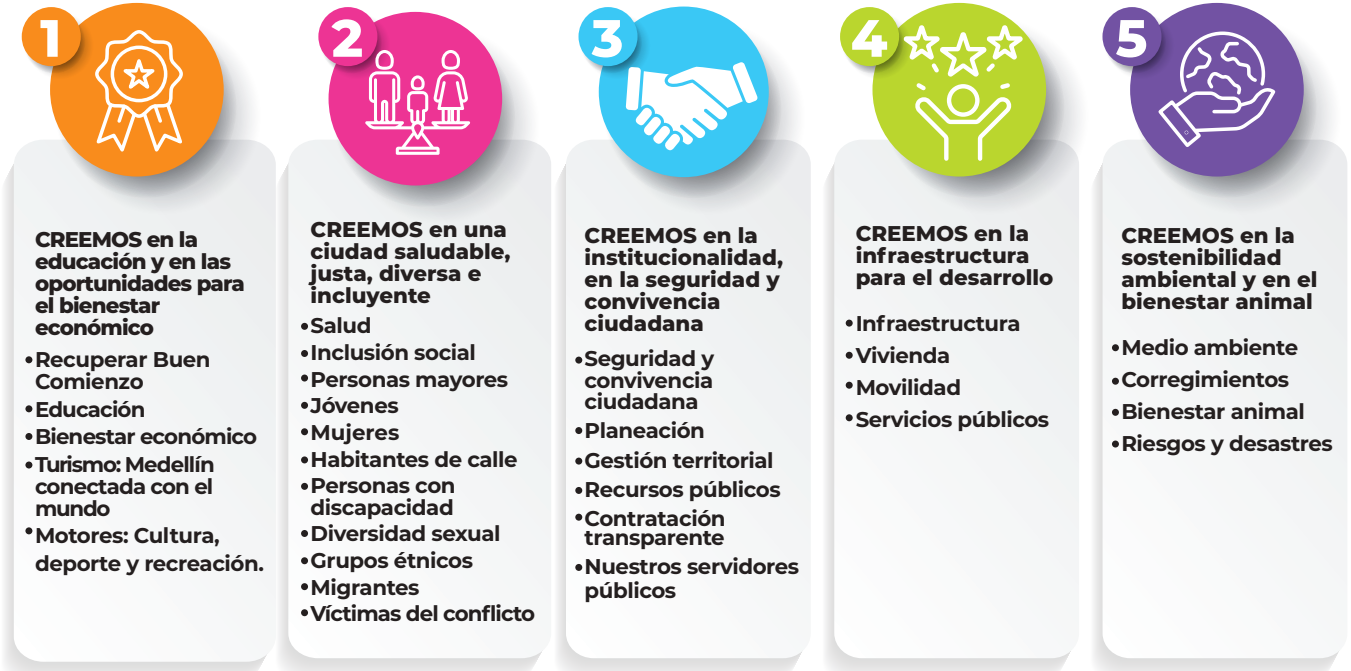 1
CREEMOS en la
educación y en las
oportunidades para
el bienestar
económico
•Recuperar Buen
Comienzo
•Educación
•Bienestar económico
•Turismo: Medellín
conectada con el
mundo
•Motores: Cultura,
deporte y recreación.
2
CREEMOS en una
ciudad saludable,
justa, diversa e
incluyente
•Salud
•Inclusión social
•Personas mayores
•Jóvenes
•Mujeres
•Habitantes de calle
•Personas con
discapacidad
•Diversidad sexual
•Grupos étnicos
•Migrantes
•Víctimas del conflicto
3
CREEMOS en la
institucionalidad,
en la seguridad y
convivencia
ciudadana
•Seguridad y
convivencia
ciudadana
•Planeación
•Gestión territorial
•Recursos públicos
•Contratación
transparente
•Nuestros servidores
públicos
4
CREEMOS en la
infraestructura
para el desarrollo
•Infraestructura
•Vivienda
•Movilidad
•Servicios públicos
5
CREEMOS en la
sostenibilidad
ambiental y en el
bienestar animal
•Medio ambiente
•Corregimientos
•Bienestar animal
•Riesgos y desastres